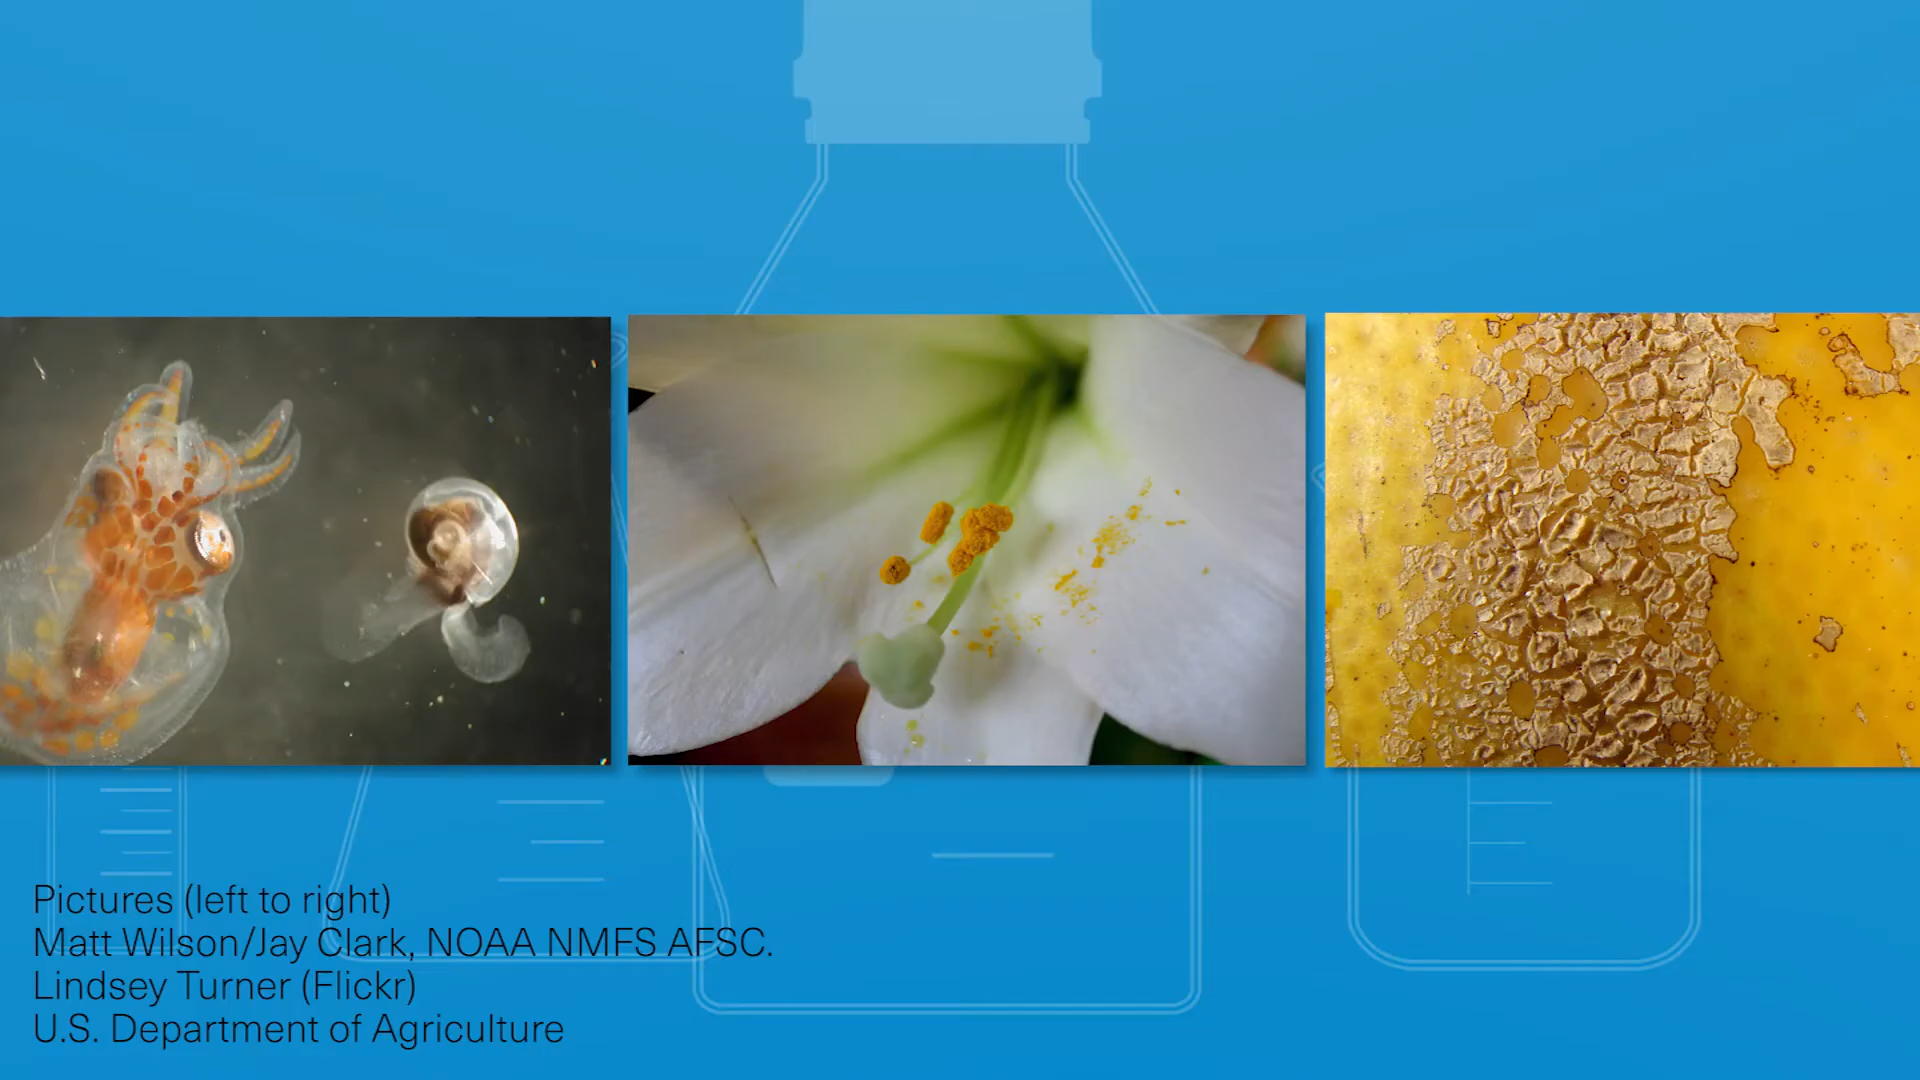 Pictures (left to right)
Matt Wilson/Jay Clark, NOAA NMFS AFSC.
Lindsey Turner (Flickr)
U.S. Department of Agriculture